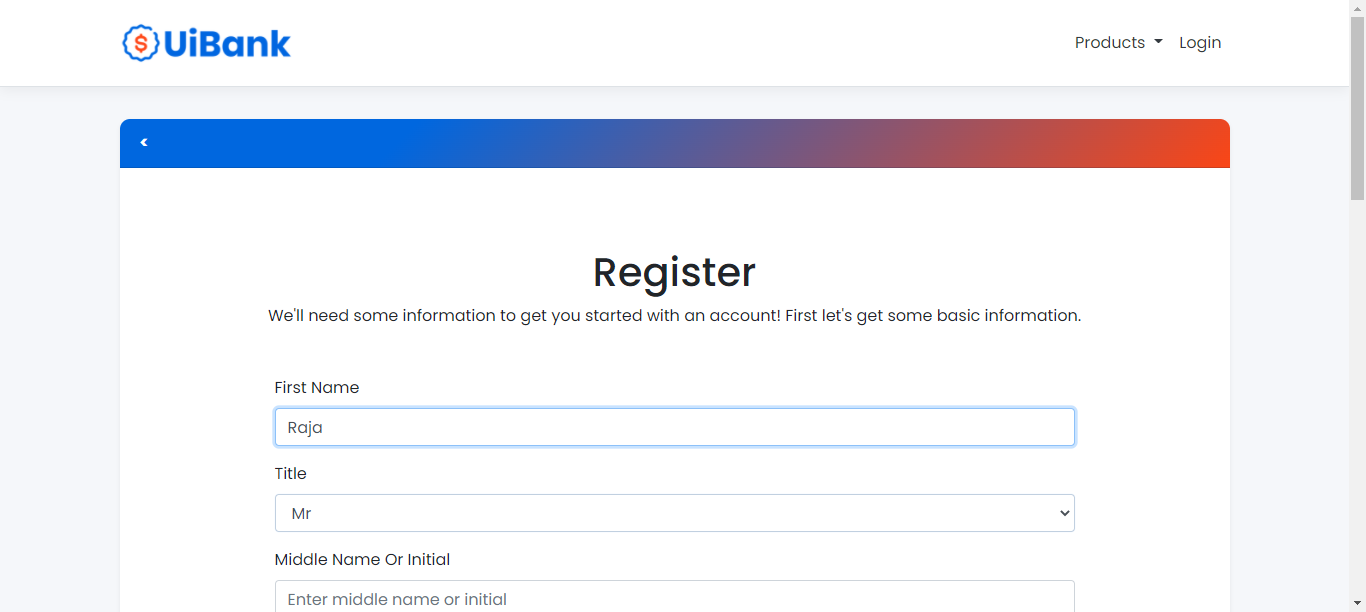 $ UiBank
Products Login
Register
We'll need some information to get you started with an account! First let's get some basic information.
First Name
Raja
Title
Mr
Middle Name Or Initial
Enter middle name or initial